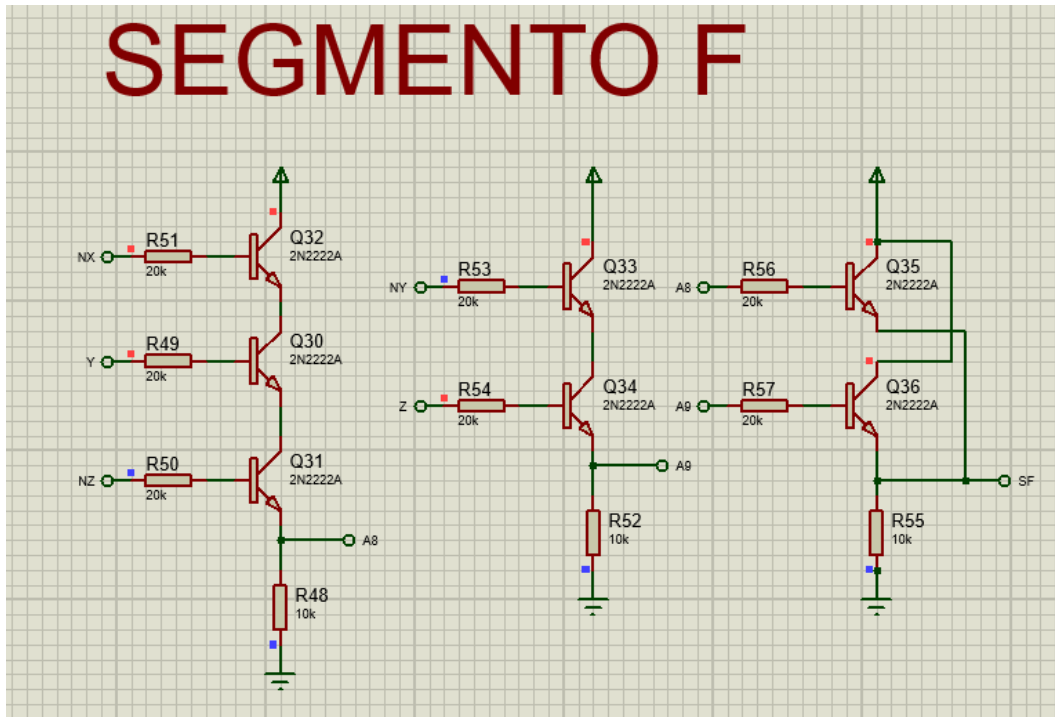 SEGMENTO F
NX
R51
20k
Q32
2N2222A
Y
R49
20k
Q30
2N2222A
NZ
R50
20k
Q31
2N2222A
A8
R48
10k
NY
R53
20k
Q33
2N2222A
Z
R54
20k
Q34
2N2222A
A9
R52
10k
A8
R56
20k
Q35
2N2222A
A9
R57
20k
Q36
2N2222A
SF
R55
10k